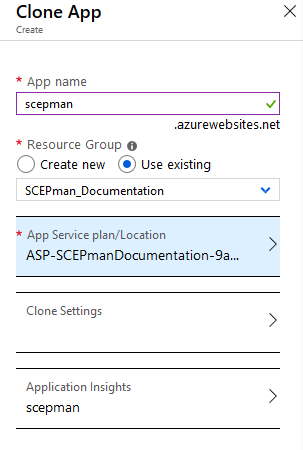 Clone App
Create
* App name
scepman
.azurewebsites.net
* Resource Group
Create new
Use existing
SCEPman_Documentation
* App Service plan/Location
ASP-SCEPmanDocumentation-9a...
Clone Settings
Application Insights
scepman